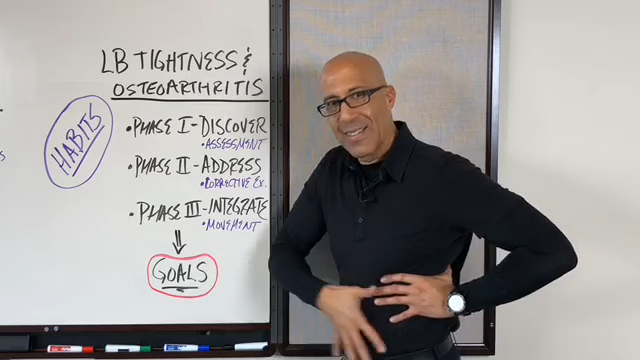 LB TIGHTNESS &
OSTEOARTHRITIS
HABITS
• PHASE I - DISCOVER
• ASSESSMENT
• PHASE II - ADDRESS
• CORRECTIVE EX.
• PHASE III - INTEGRATE
• MOVEMENT
GOALS